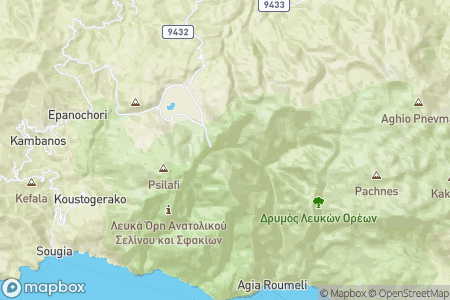 9433
9432
Epanochori
Kambanos
Aghio Pnevm
Psilafi
Pachnes
Kak
Kefala
Koustogerako
Λευκά Όρη Ανατολικού
Σελίνου και Σφακίων
Δρυμός Λευκών Ορέων
Sougia
Agia Roumeli
mapbox
© Mapbox © OpenStreetMap